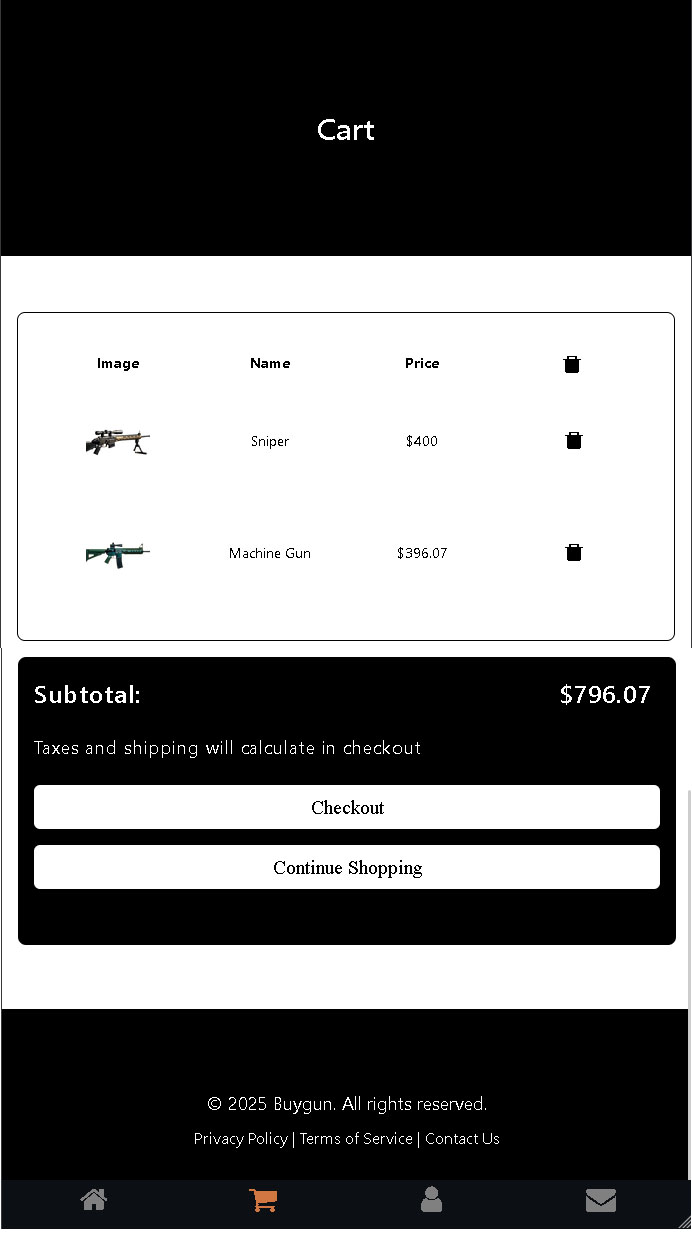 Cart
Image Name Price
Sniper $400
Machine Gun $396.07
Subtotal: $796.07
Taxes and shipping will calculate in checkout
Checkout
Continue Shopping
© 2025 Buygun. All rights reserved.
Privacy Policy | Terms of Service | Contact Us